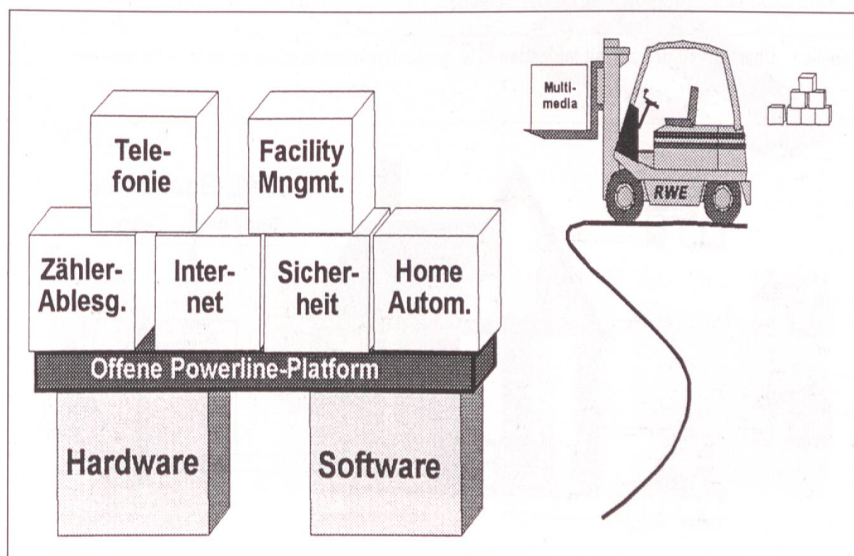 Multi-
media
RWE
Tele-
fonie
Facility
Mngmt.
Zähler-
Ablesg.
Inter-
net
Sicher-
heit
Home
Autom.
Offene Powerline-Platform
Hardware
Software